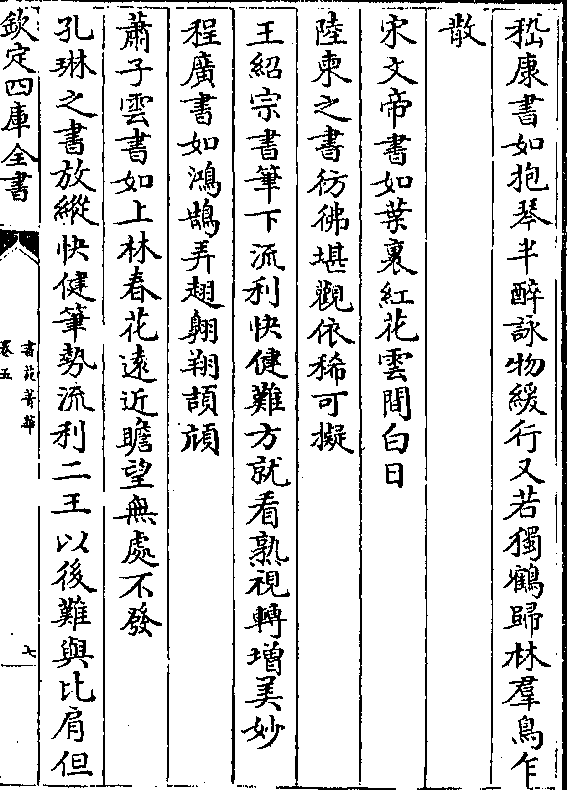 嵇康書如抱琴半醉詠物緩行又若獨鶴歸林羣鳥乍
散
宋文帝書如葉裏紅花雲間白日
陸柬之書彷彿堪觀依稀可擬
王紹宗書筆下流利快健難方就看熟視轉增美妙
程廣書如鴻鵠弄翅翱翔頡頏
蕭子雲書如上林春花遠近瞻望無處不發
孔琳之書放縱快健筆勢流利二王以後難與比肩但
欽定四庫全書
書苑菁華
卷五
七